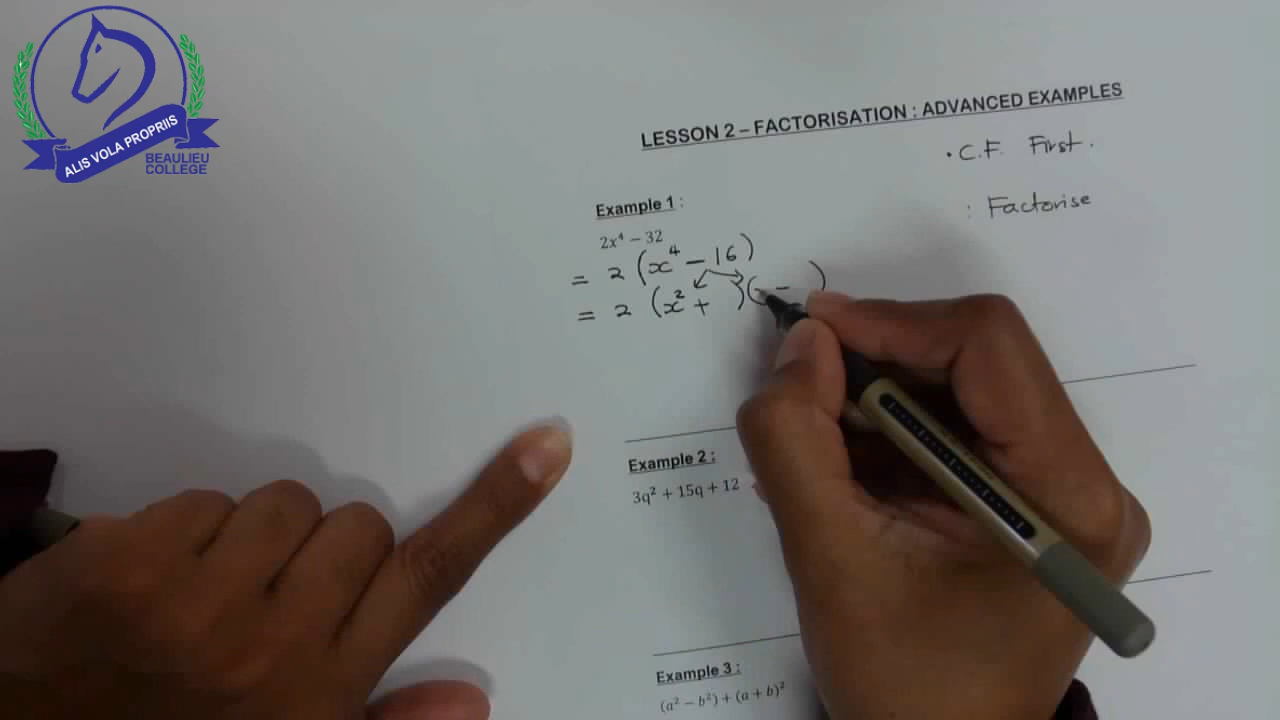 ALIS VOLA PROPRIIS
BEAULIEU
COLLEGE
LESSON 2 – FACTORISATION : ADVANCED EXAMPLES
• C.F. First.
: Factorise
Example 1 :
2x⁴ − 32
= 2 (x⁴ − 16)
= 2 (x² + )( − )
Example 2 :
3q² + 15q + 12
Example 3 :
(a² − b²) + (a + b)²